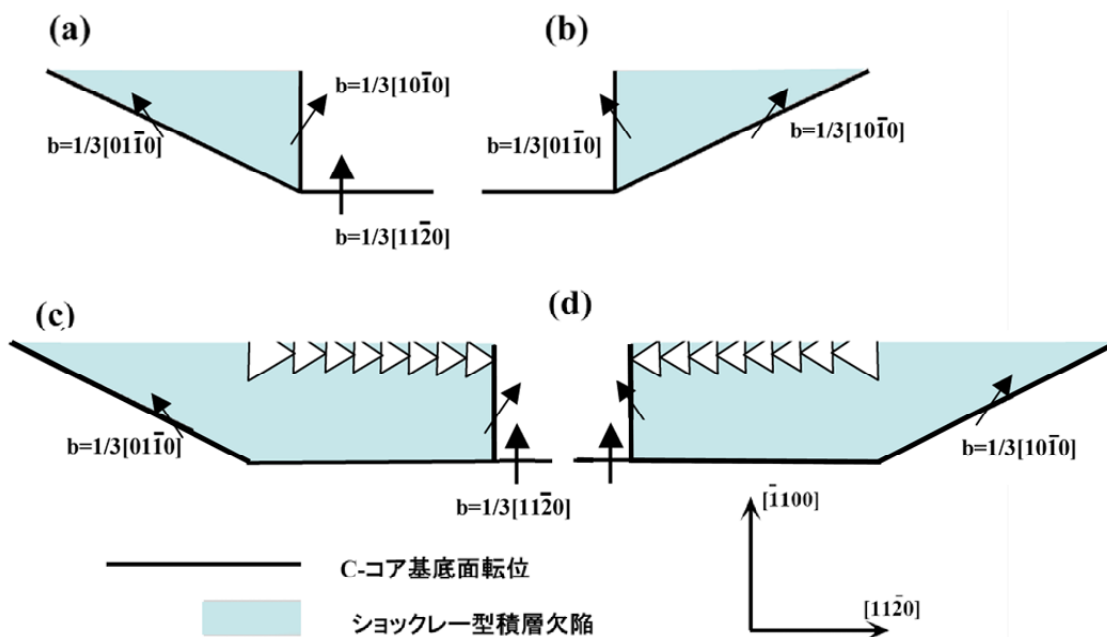 (a)
(b)
b=1/3[101̄0]
b=1/3[011̄0]
b=1/3[011̄0]
b=1/3[101̄0]
b=1/3[112̄0]
(c)
(d)
b=1/3[011̄0]
b=1/3[101̄0]
b=1/3[112̄0]
[1̄100]
C-コア基底面転位
[112̄0]
ショックレー型積層欠陥